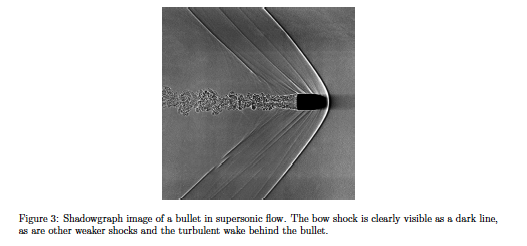 Figure 3: Shadowgraph image of a bullet in supersonic flow. The bow shock is clearly visible as a dark line,
as are other weaker shocks and the turbulent wake behind the bullet.